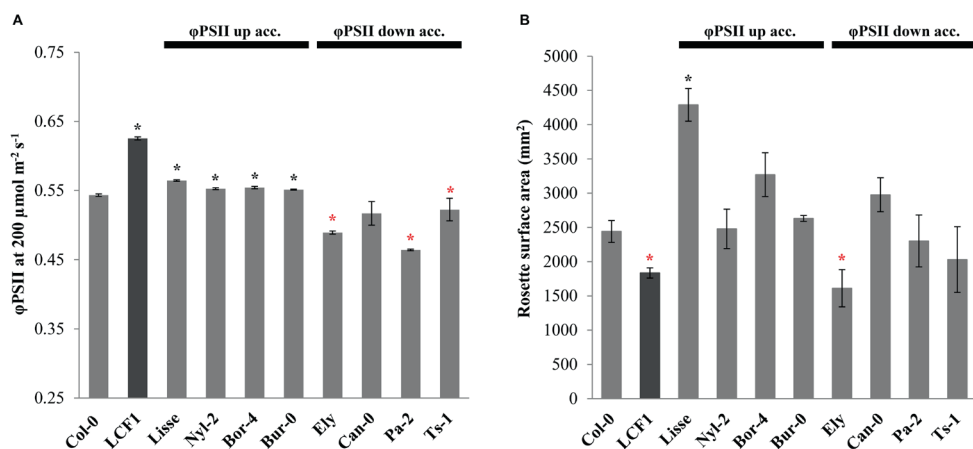 A
φPSII up acc.
φPSII down acc.
φPSII at 200 µmol m⁻² s⁻¹
0.75
0.65
0.55
0.45
0.35
0.25
*
*
*
*
*
*
*
*
Col-0
LCF1
Lisse
Nyl-2
Bor-4
Bur-0
Ely
Can-0
Pa-2
Ts-1
B
φPSII up acc.
φPSII down acc.
Rosette surface area (mm²)
5000
4500
4000
3500
3000
2500
2000
1500
1000
500
0
*
*
*
Col-0
LCF1
Lisse
Nyl-2
Bor-4
Bur-0
Ely
Can-0
Pa-2
Ts-1